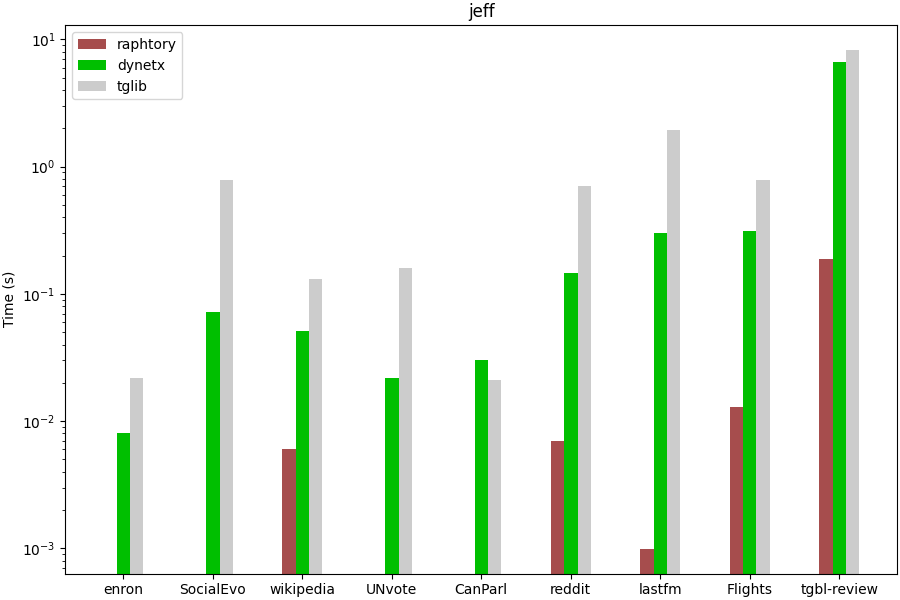 jeff
raphtory
dynetx
tglib
Time (s)
10¹
10⁰
10⁻¹
10⁻²
10⁻³
enron SocialEvo wikipedia UNvote CanParl reddit lastfm Flights tgbl-review